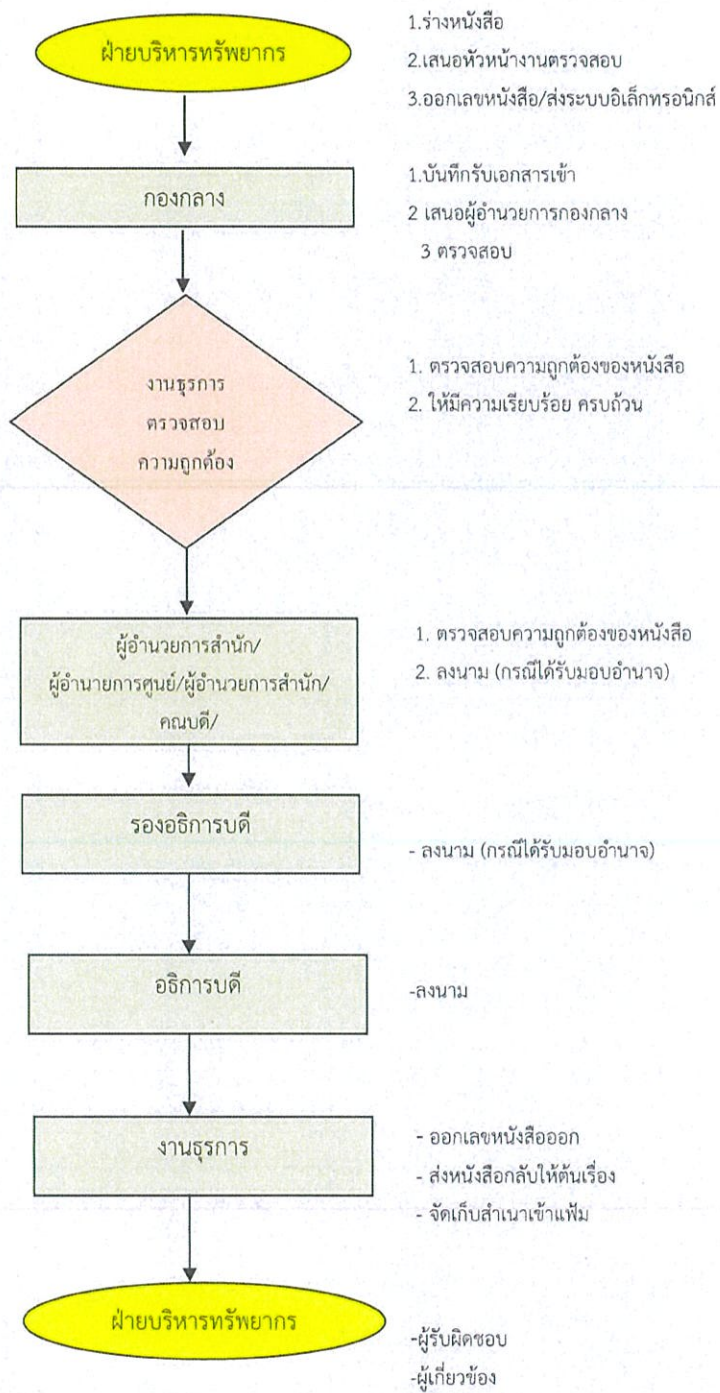 ฝ่ายบริหารทรัพยากร
1.ร่างหนังสือ
2.เสนอหัวหน้างานตรวจสอบ
3.ออกเลขหนังสือ/ส่งระบบอิเล็กทรอนิกส์
กองกลาง
1.บันทึกรับเอกสารเข้า
2 เสนอผู้อำนวยการกองกลาง
3 ตรวจสอบ
งานธุรการ
ตรวจสอบ
ความถูกต้อง
1. ตรวจสอบความถูกต้องของหนังสือ
2. ให้มีความเรียบร้อย ครบถ้วน
ผู้อำนวยการสำนัก/
ผู้อำนายการศูนย์/ผู้อำนวยการสำนัก/
คณบดี/
1. ตรวจสอบความถูกต้องของหนังสือ
2. ลงนาม (กรณีได้รับมอบอำนาจ)
รองอธิการบดี
- ลงนาม (กรณีได้รับมอบอำนาจ)
อธิการบดี
-ลงนาม
งานธุรการ
- ออกเลขหนังสือออก
- ส่งหนังสือกลับให้ต้นเรื่อง
- จัดเก็บสำเนาเข้าแฟ้ม
ฝ่ายบริหารทรัพยากร
-ผู้รับผิดชอบ
-ผู้เกี่ยวข้อง